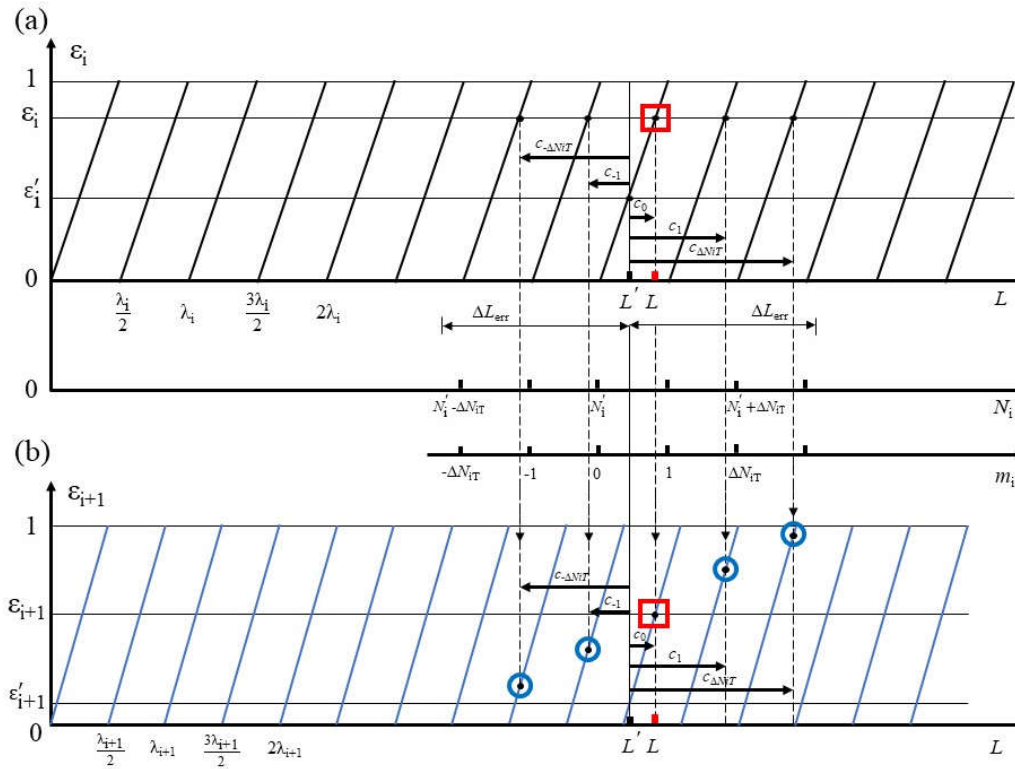 (a)
εi
1
εi
c-ΔNiT
c-1
ε′i
c0
c1
cΔNiT
0
λi/2 λi 3λi/2 2λi L′ L L
ΔLerr ΔLerr
0
N′i -ΔNiT N′i N′i +ΔNiT Ni
(b)
-ΔNiT -1 0 1 ΔNiT mi
εi+1
1
c-ΔNiT
εi+1
c-1
c0
c1
ε′i+1
cΔNiT
0
λi+1/2 λi+1 3λi+1/2 2λi+1 L′ L L